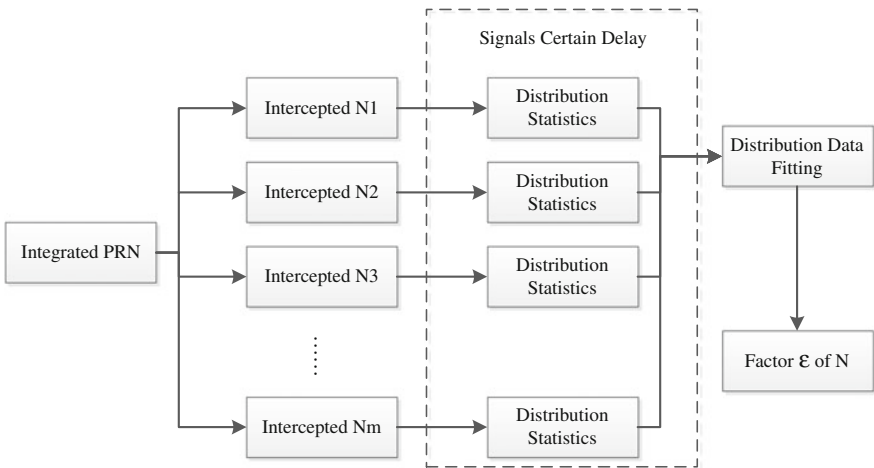 Signals Certain Delay
Intercepted N1
Distribution
Statistics
Distribution Data
Fitting
Intercepted N2
Distribution
Statistics
Integrated PRN
Intercepted N3
Distribution
Statistics
Factor ε of N
Intercepted Nm
Distribution
Statistics